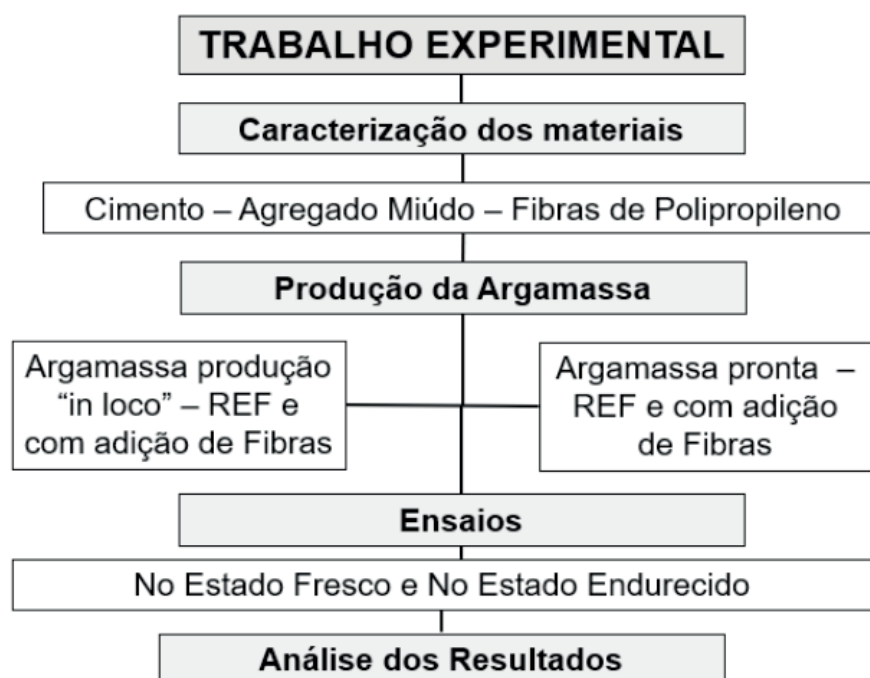 TRABALHO EXPERIMENTAL
Caracterização dos materiais
Cimento – Agregado Miúdo – Fibras de Polipropileno
Produção da Argamassa
Argamassa produção
“in loco” – REF e
com adição de Fibras
Argamassa pronta –
REF e com adição
de Fibras
Ensaios
No Estado Fresco e No Estado Endurecido
Análise dos Resultados